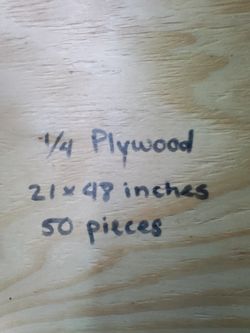 1/4 Plywood
21 x 48 inches
50 pieces